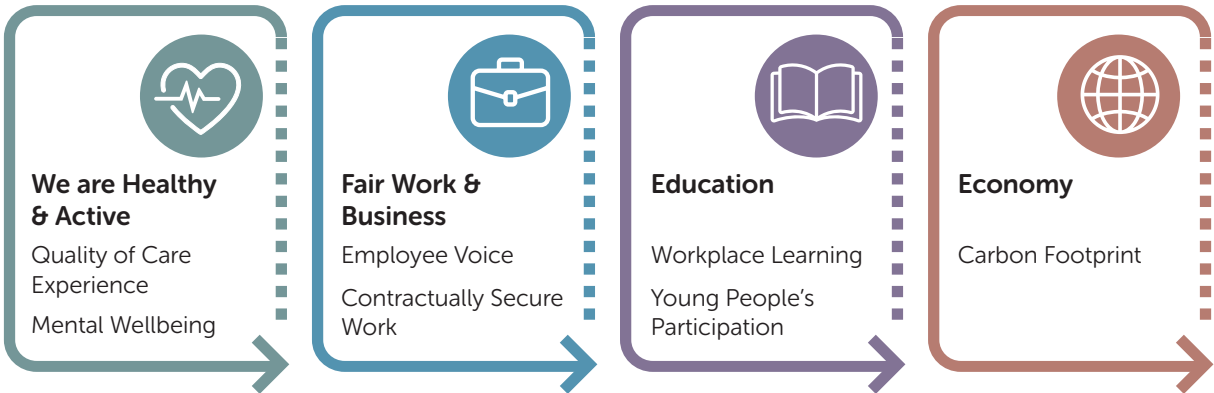 We are Healthy
& Active
Quality of Care
Experience
Mental Wellbeing
Fair Work &
Business
Employee Voice
Contractually Secure
Work
Education
Workplace Learning
Young People’s
Participation
Economy
Carbon Footprint